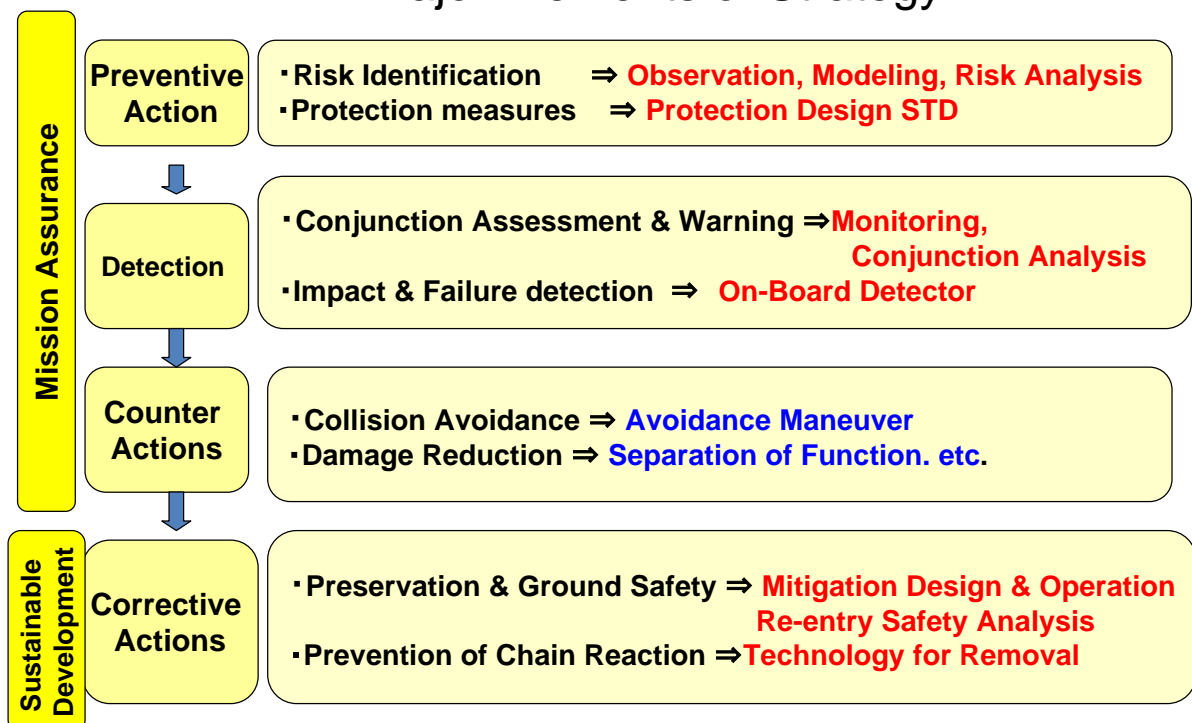 Strategy
Mission Assurance
Preventive
Action
・Risk Identification ⇒ Observation, Modeling, Risk Analysis
・Protection measures ⇒ Protection Design STD
Detection
・Conjunction Assessment & Warning ⇒Monitoring,
Conjunction Analysis
・Impact & Failure detection ⇒ On-Board Detector
Counter
Actions
・Collision Avoidance ⇒ Avoidance Maneuver
・Damage Reduction ⇒ Separation of Function. etc.
Sustainable
Development
Corrective
Actions
・Preservation & Ground Safety ⇒ Mitigation Design & Operation
Re-entry Safety Analysis
・Prevention of Chain Reaction ⇒Technology for Removal